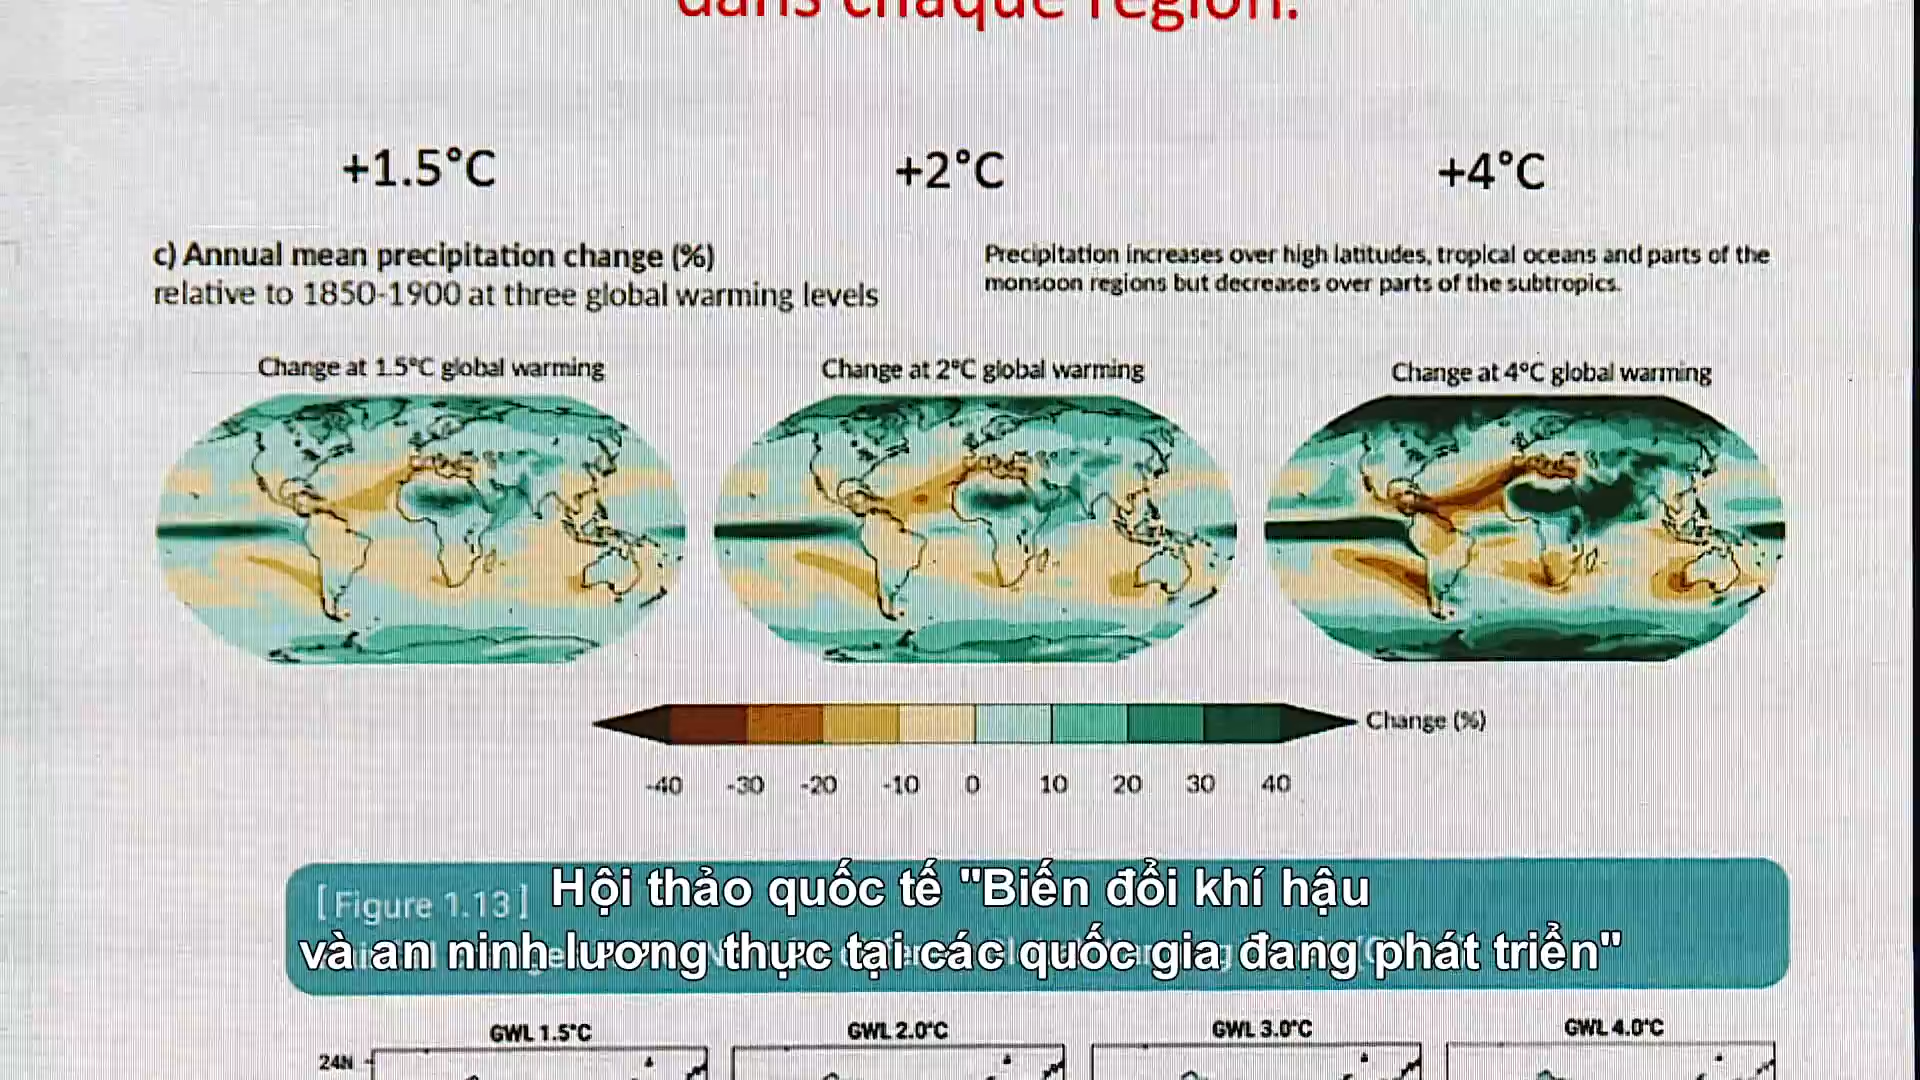 dans chaque région.
+1.5°C
+2°C
+4°C
c) Annual mean precipitation change (%)
relative to 1850-1900 at three global warming levels
Precipitation increases over high latitudes, tropical oceans and parts of the
monsoon regions but decreases over parts of the subtropics.
Change at 1.5°C global warming
Change at 2°C global warming
Change at 4°C global warming
Change (%)
-40 -30 -20 -10 0 10 20 30 40
[Figure 1.13]
Hội thảo quốc tế "Biến đổi khí hậu
và an ninh lương thực tại các quốc gia đang phát triển"
GWL 1.5°C
GWL 2.0°C
GWL 3.0°C
GWL 4.0°C
24N